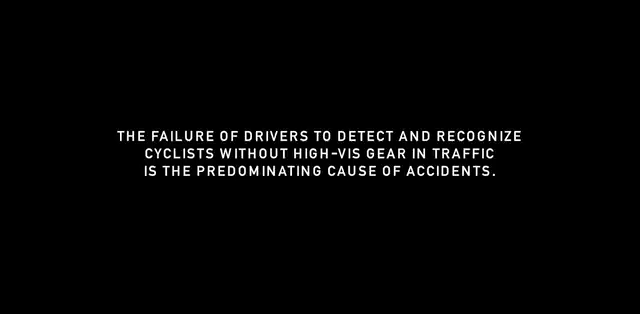 THE FAILURE OF DRIVERS TO DETECT AND RECOGNIZE
CYCLISTS WITHOUT HIGH-VIS GEAR IN TRAFFIC
IS THE PREDOMINATING CAUSE OF ACCIDENTS.